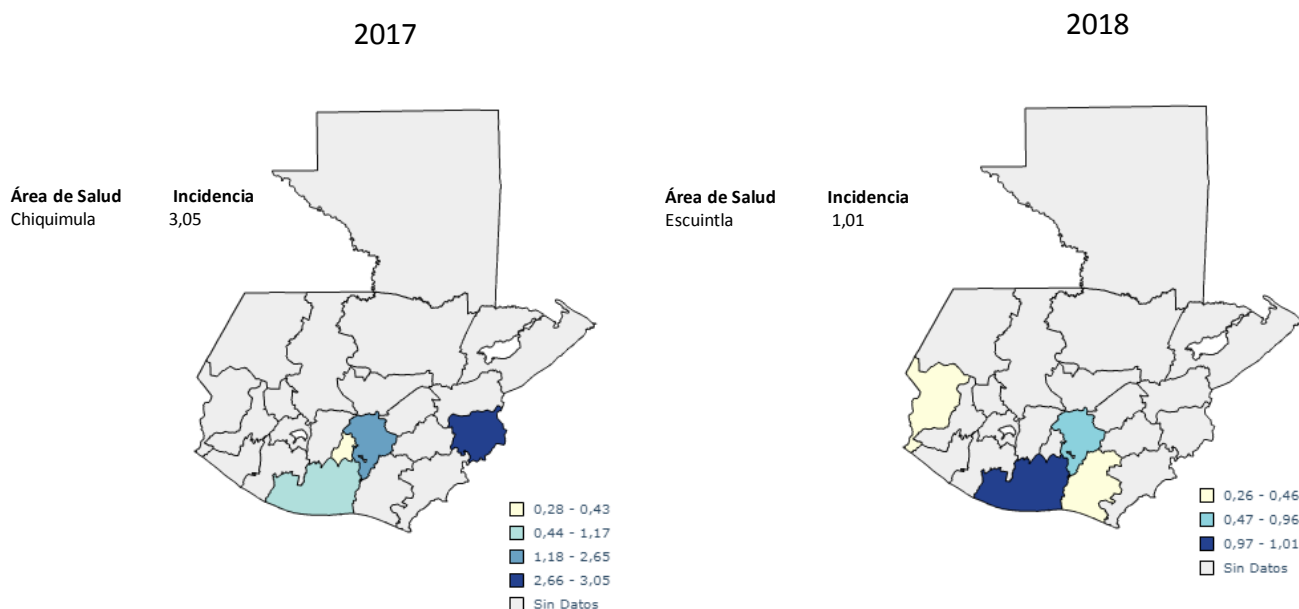 2017
Área de Salud Incidencia
Chiquimula 3,05
0,28 - 0,43
0,44 - 1,17
1,18 - 2,65
2,66 - 3,05
Sin Datos
2018
Área de Salud Incidencia
Escuintla 1,01
0,26 - 0,46
0,47 - 0,96
0,97 - 1,01
Sin Datos